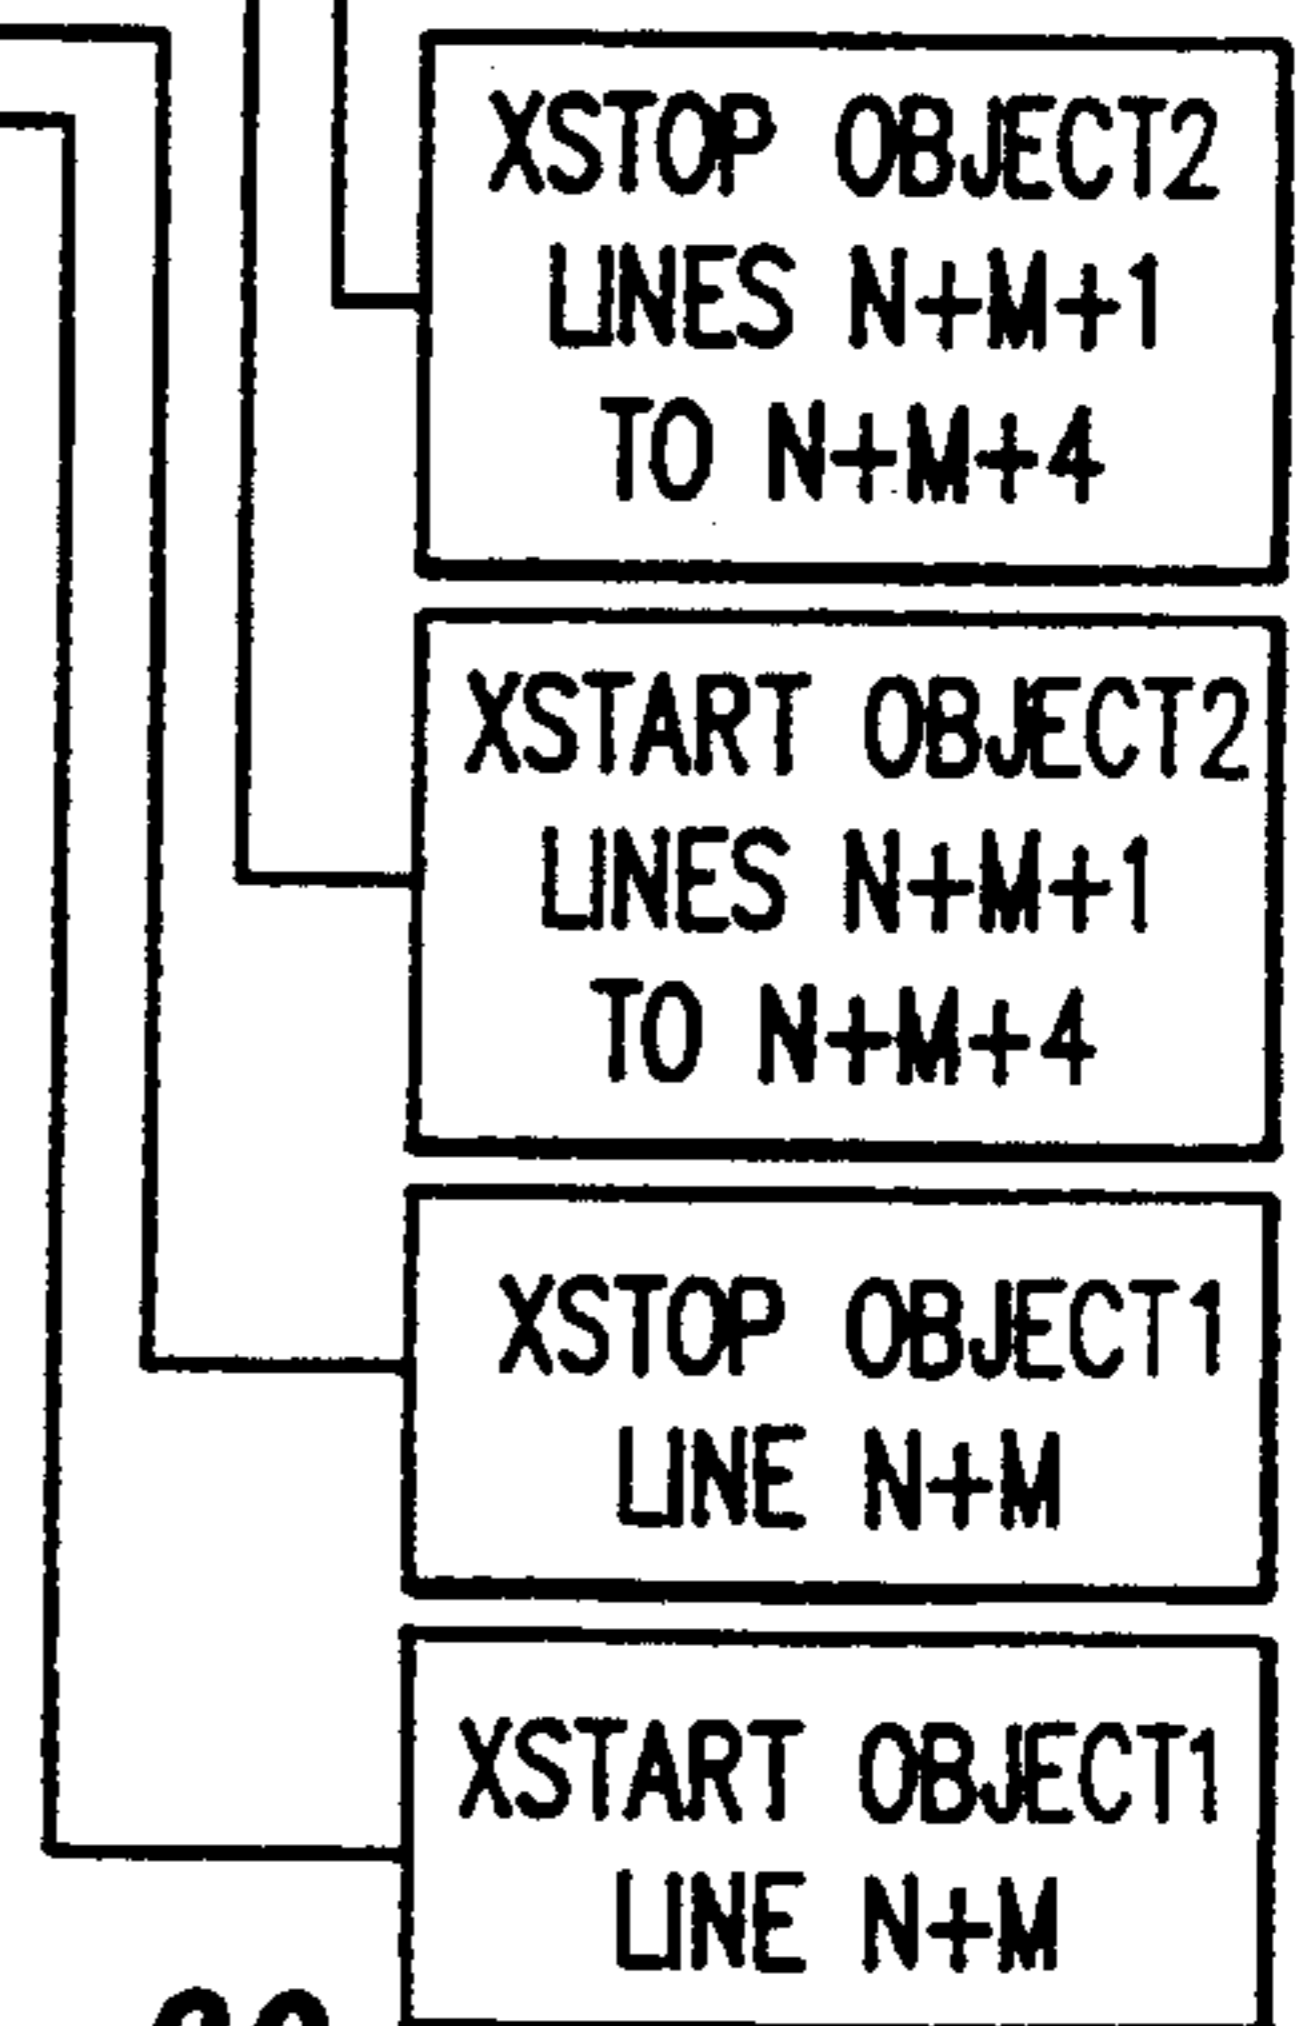 XSTOP OBJECT2
LINES N+M+1
TO N+M+4
XSTART OBJECT2
LINES N+M+1
TO N+M+4
XSTOP OBJECT1
LINE N+M
XSTART OBJECT1
LINE N+M